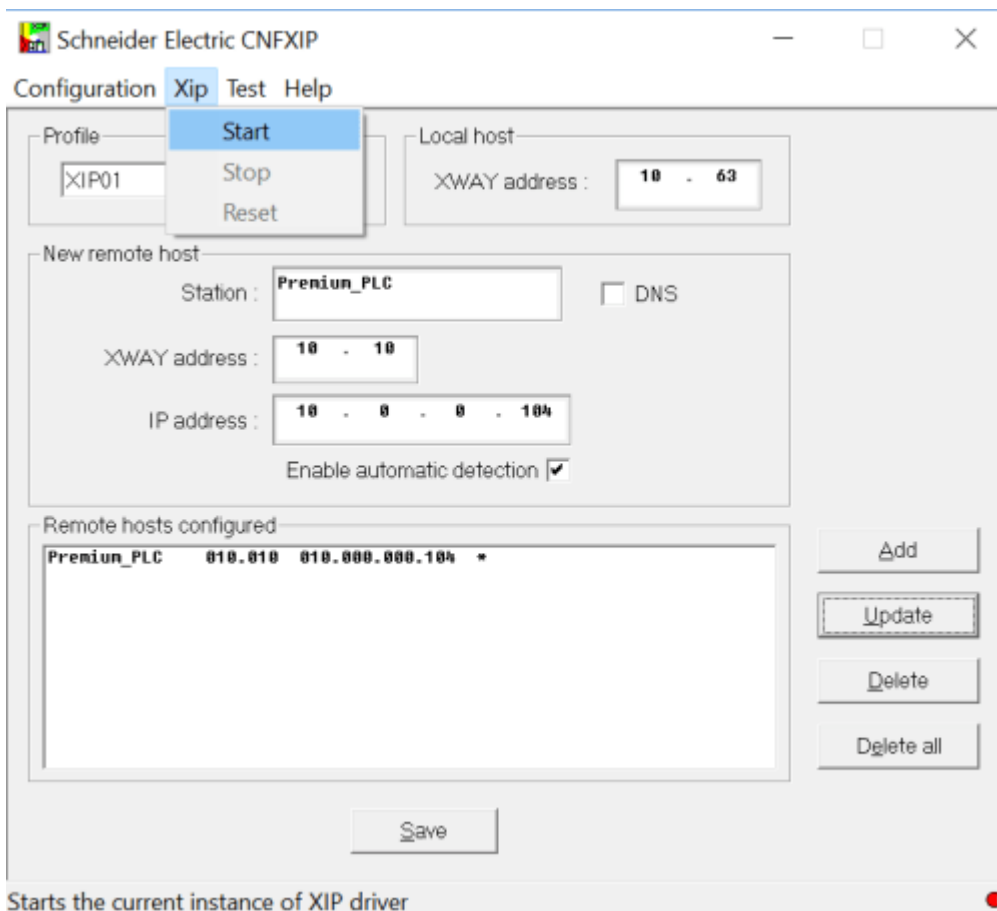 Schneider Electric CNFXIP
Configuration Xip Test Help
Start
Stop
Reset
Profile
XIP01
Local host
XWAY address : 10 . 63
New remote host
Station : Premium_PLC
DNS
XWAY address : 10 . 10
IP address : 10 . 0 . 0 . 104
Enable automatic detection
Remote hosts configured
Premium_PLC 010.010 010.000.000.104 *
Add
Update
Delete
Delete all
Save
Starts the current instance of XIP driver